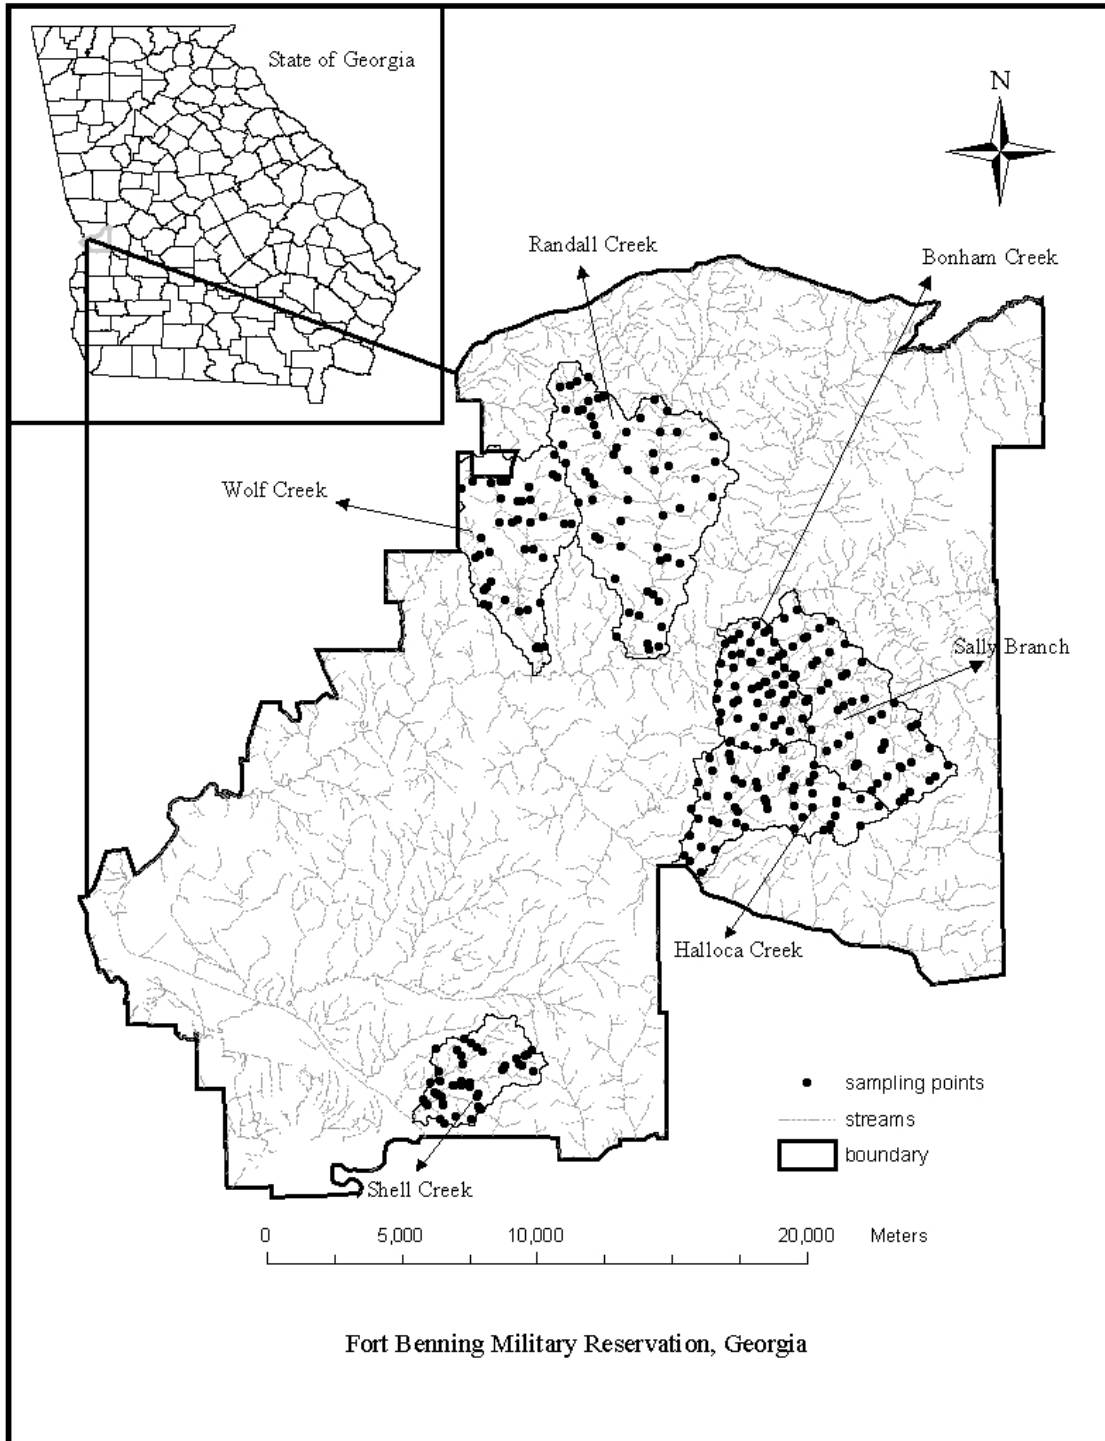 State of Georgia
N
Randall Creek
Bonham Creek
Wolf Creek
Sally Branch
Halloca Creek
sampling points
streams
boundary
Shell Creek
0 5,000 10,000 20,000 Meters
Fort Benning Military Reservation, Georgia